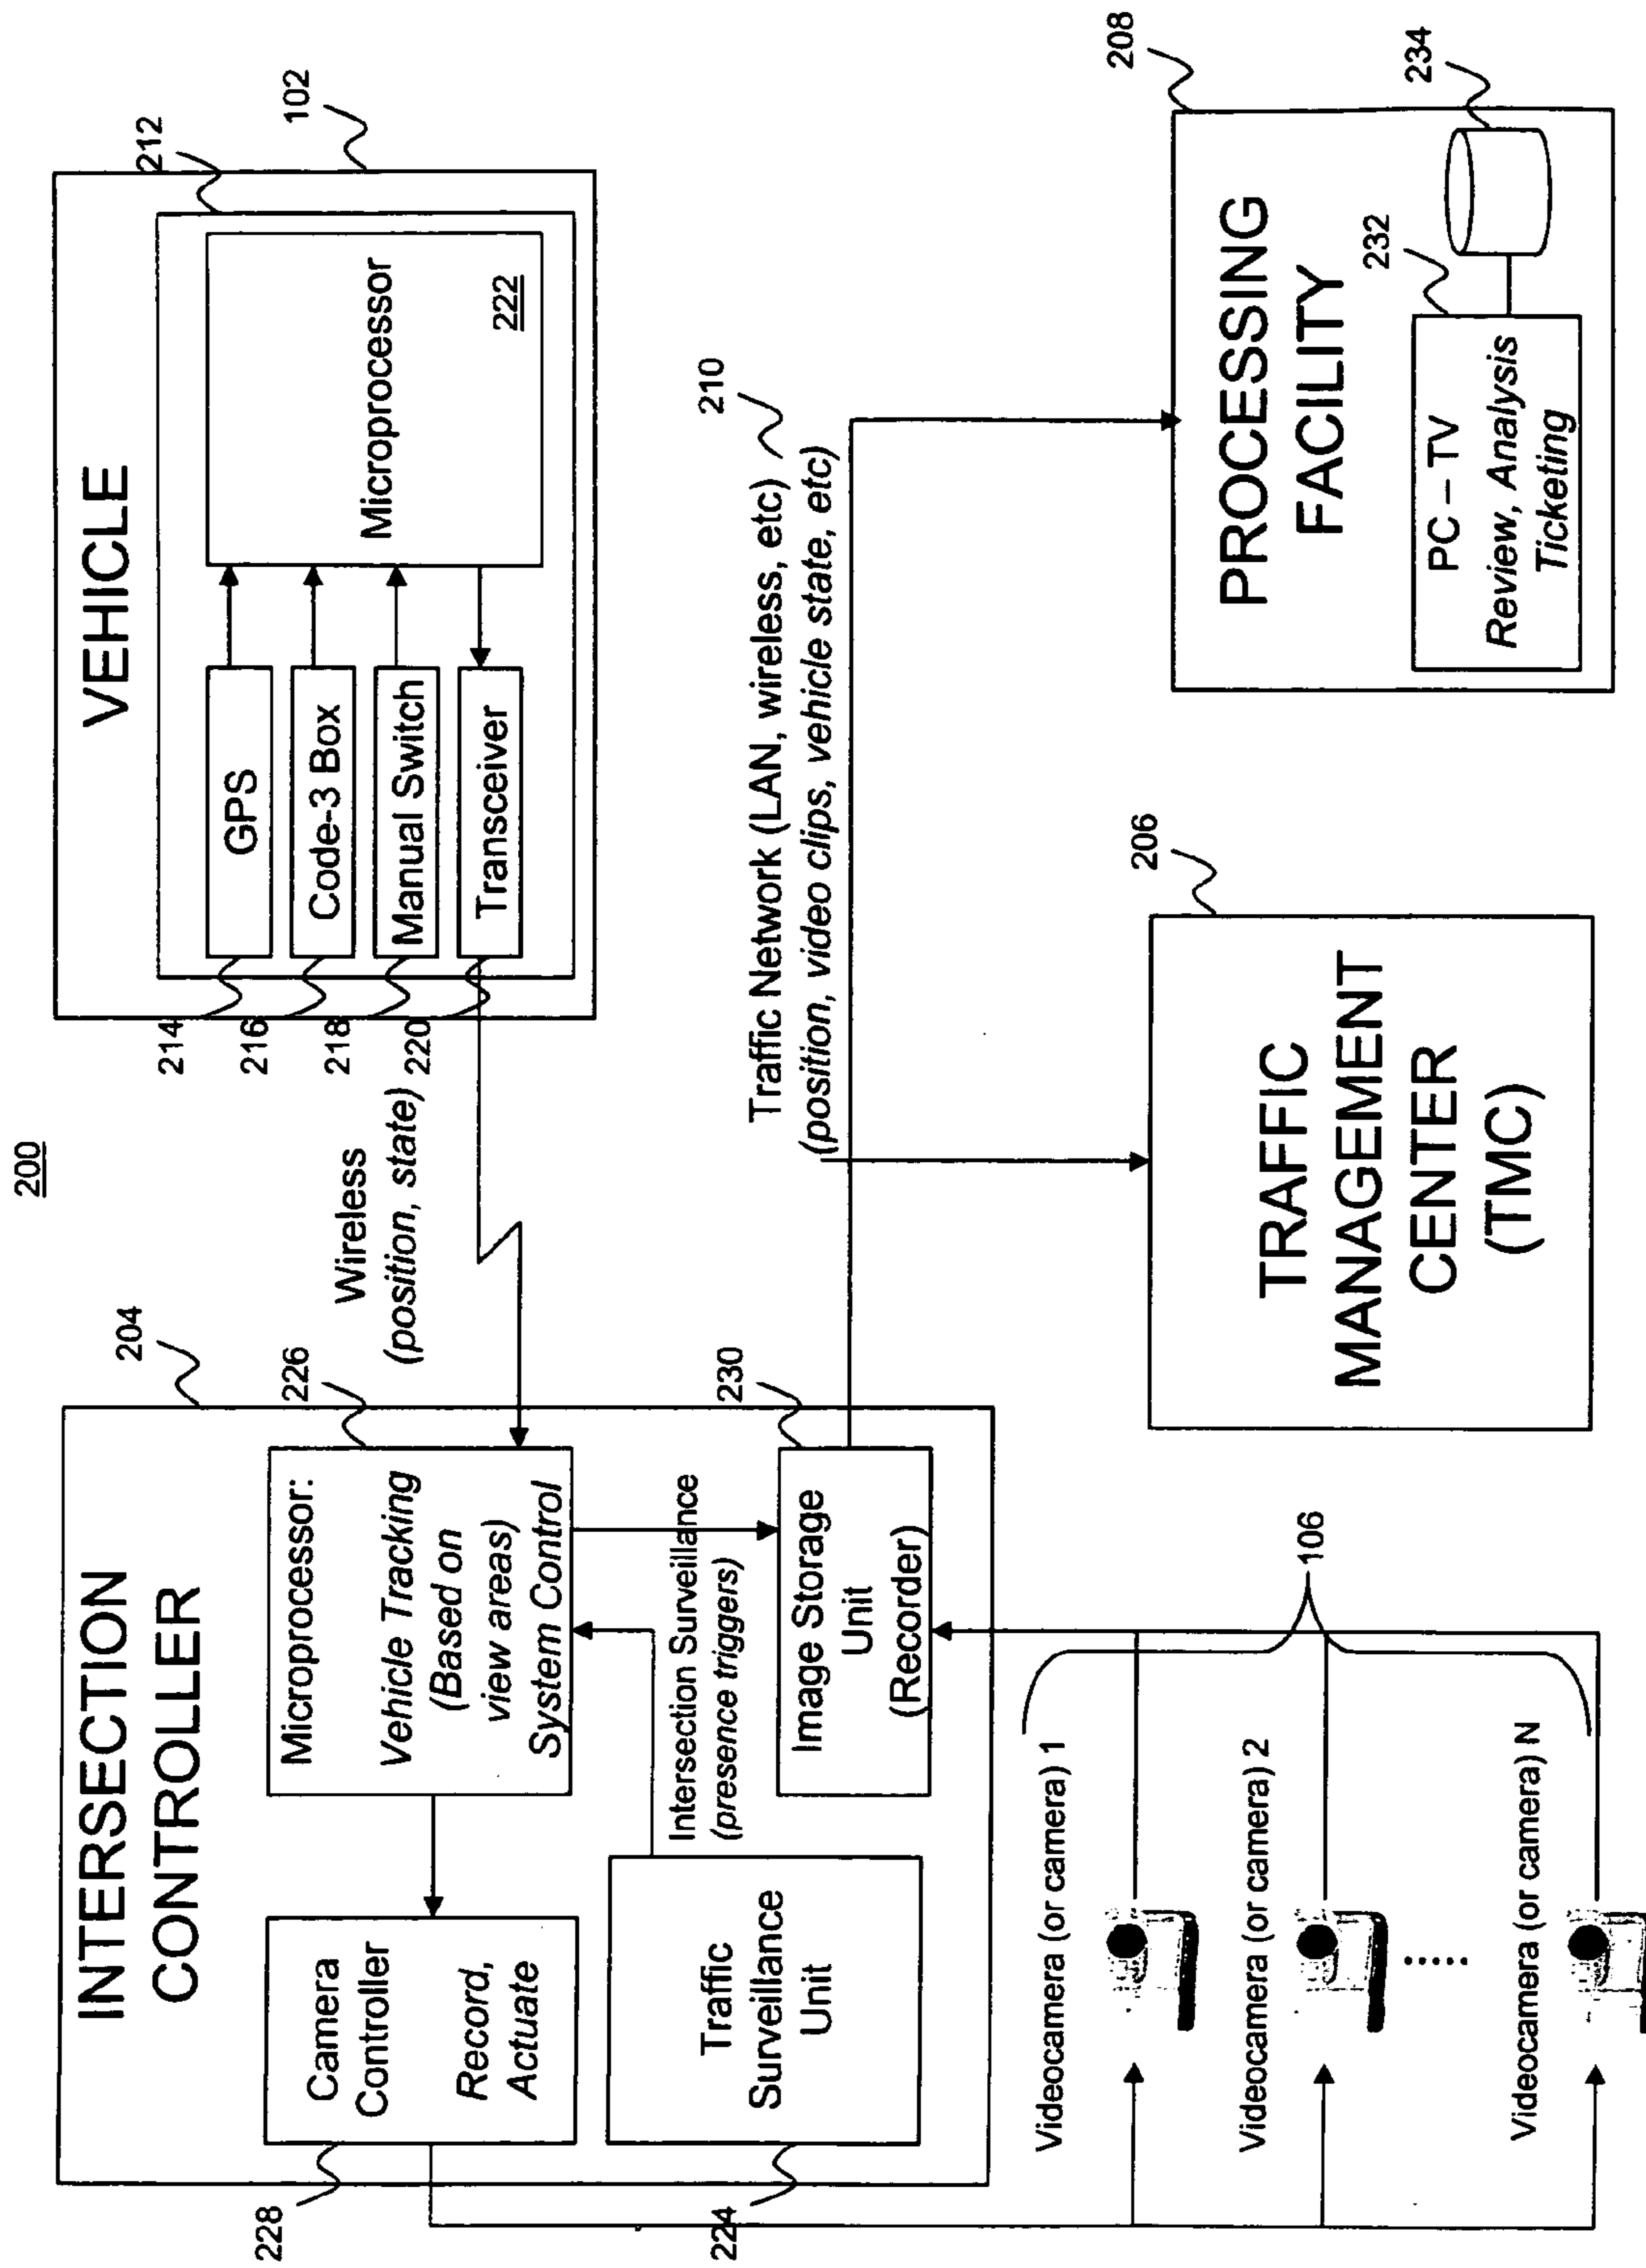 200
INTERSECTION
CONTROLLER
204
Camera
Controller
Record,
Actuate
228
Microprocessor:
Vehicle Tracking
(Based on
view areas)
System Control
226
Traffic
Surveillance
Unit
224
Intersection Surveillance
(presence triggers)
Image Storage
Unit
(Recorder)
230
Wireless
(position, state)
VEHICLE
102
212
GPS
Code-3 Box
Manual Switch
Transceiver
214
216
218
220
Microprocessor
222
Traffic Network (LAN, wireless, etc)
(position, video clips, vehicle state, etc)
210
Videocamera (or camera) 1
Videocamera (or camera) 2
.....
Videocamera (or camera) N
106
TRAFFIC
MANAGEMENT
CENTER
(TMC)
206
PROCESSING
FACILITY
208
PC – TV
Review, Analysis
Ticketing
232
234